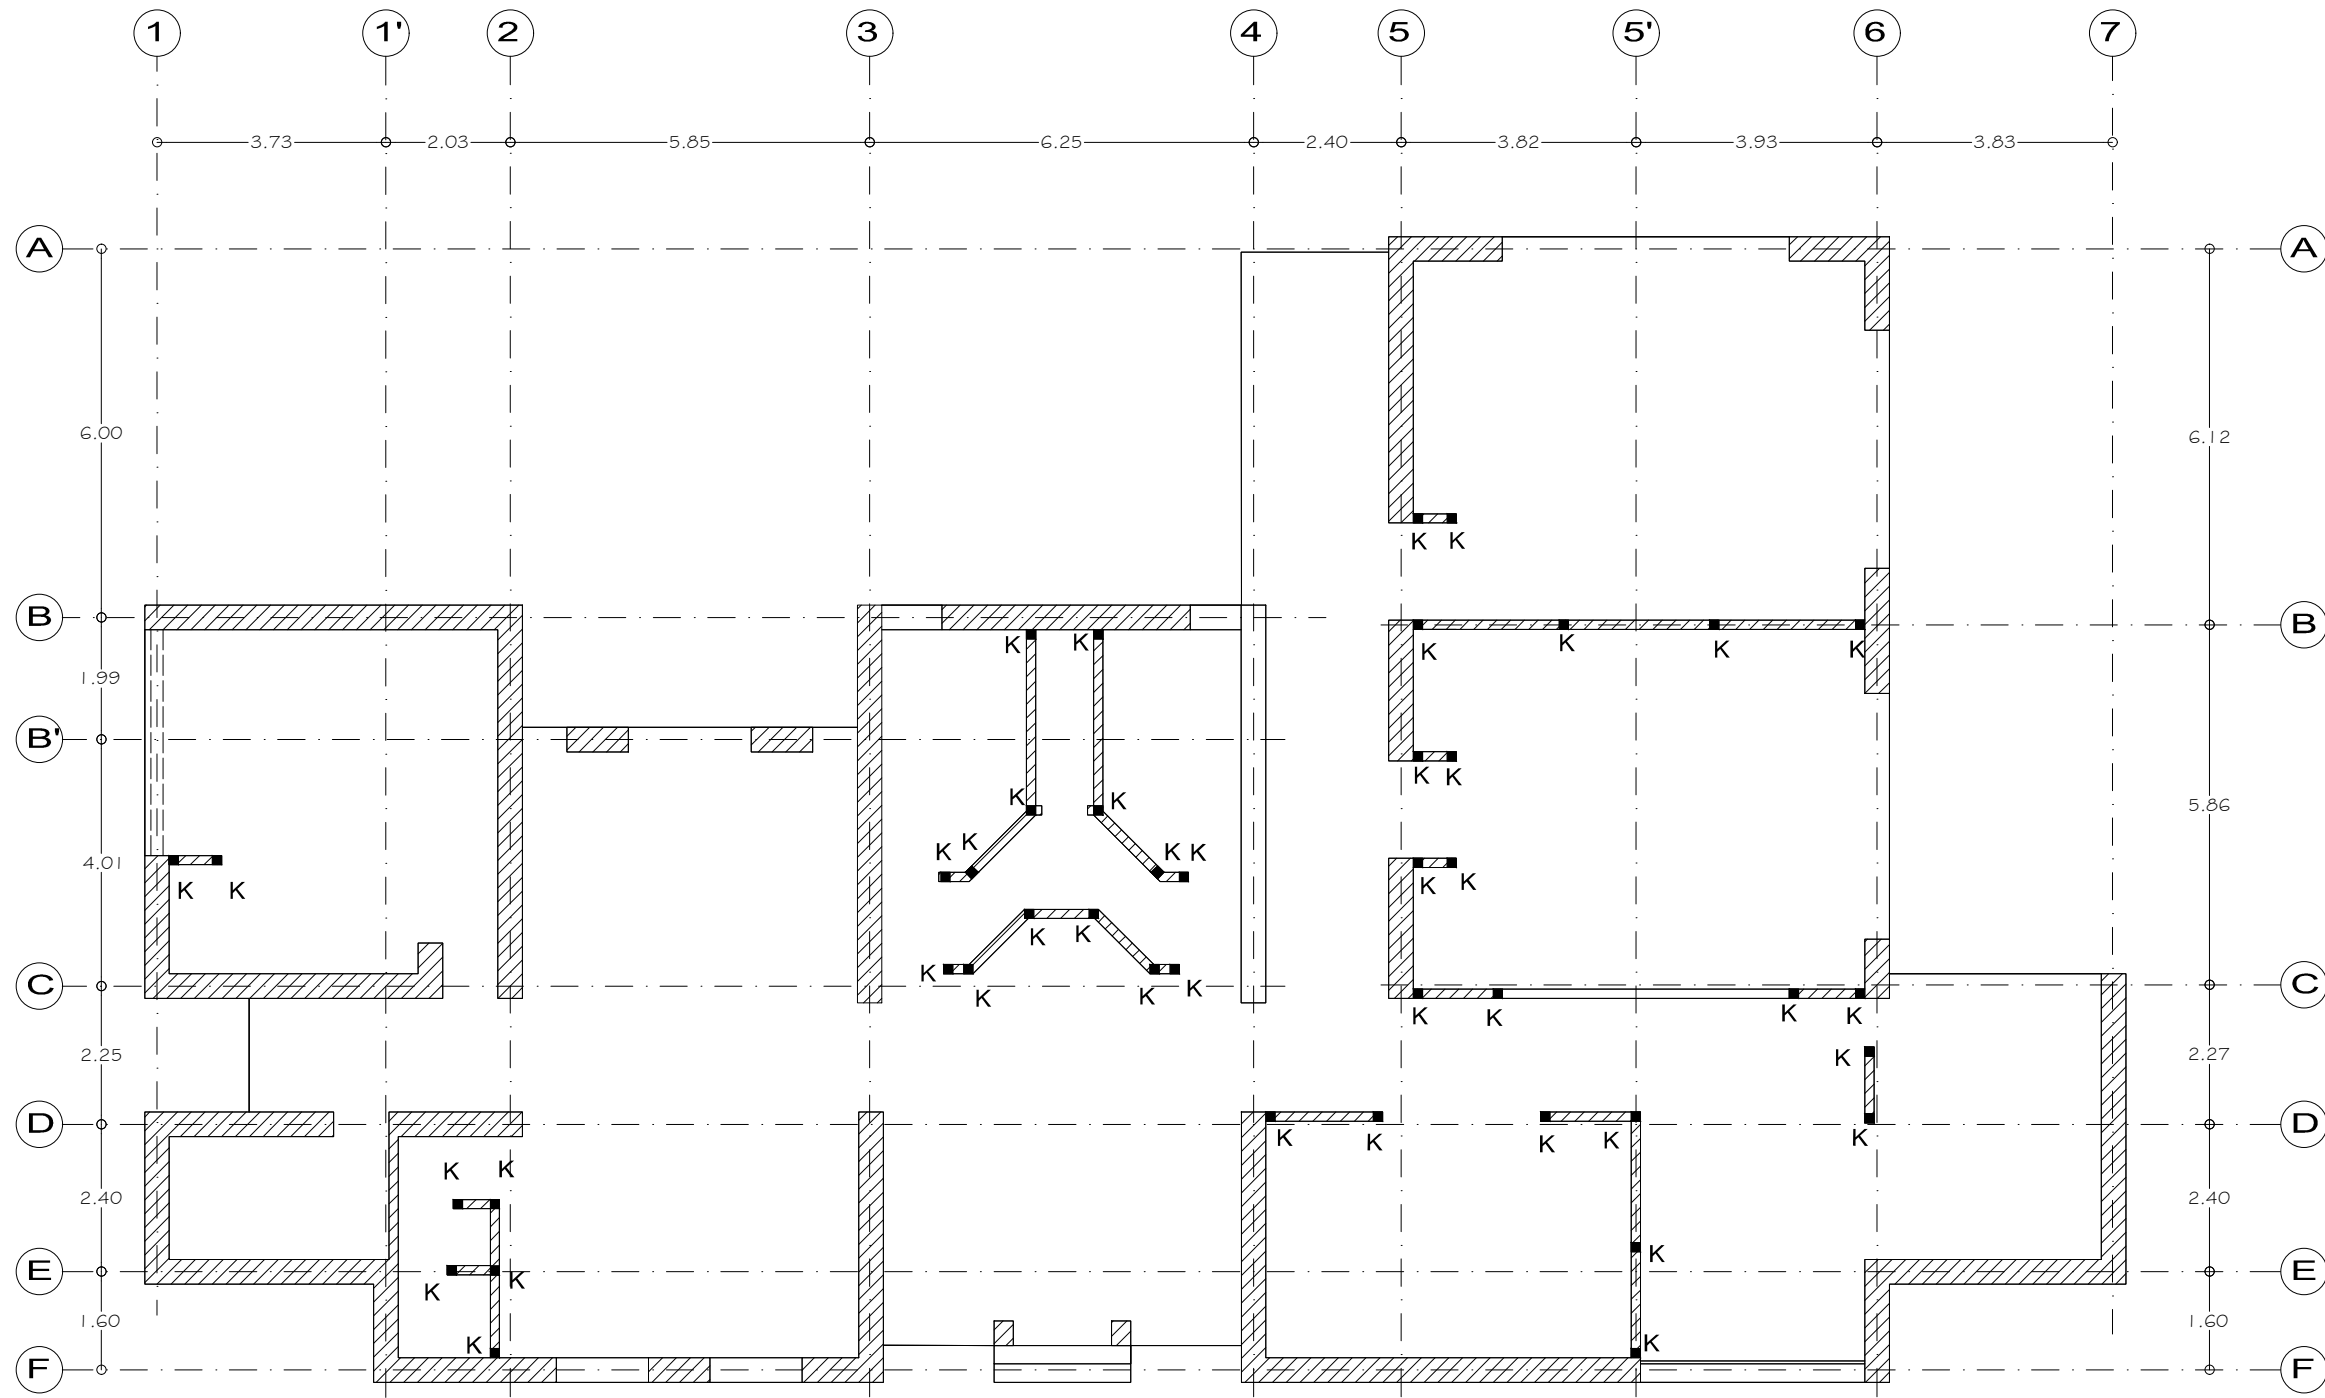 1 1' 2 3 4 5 5' 6 7
3.73 2.03 5.85 6.25 2.40 3.82 3.93 3.83
A A
6.00 6.12
K K
B B
K K K K K K
1.99
B'
K K
K K
5.86
K K K K
4.01
K K K K
K K
K K K K
C C
K K K K
2.25 2.27
K
D D
K K K K K
K K
2.40 2.40
K
E E
K K
1.60 1.60
K K
F F